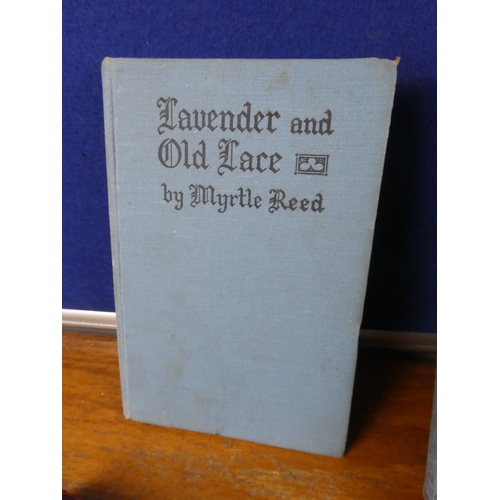 Lavender and
Old Lace
by Myrtle Reed